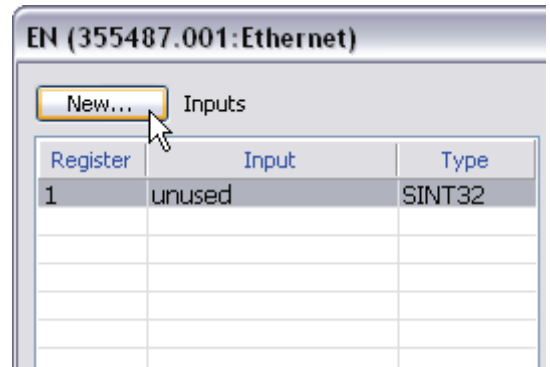 EN (355487.001:Ethernet)
New... Inputs
Register Input Type
1 unused SINT32